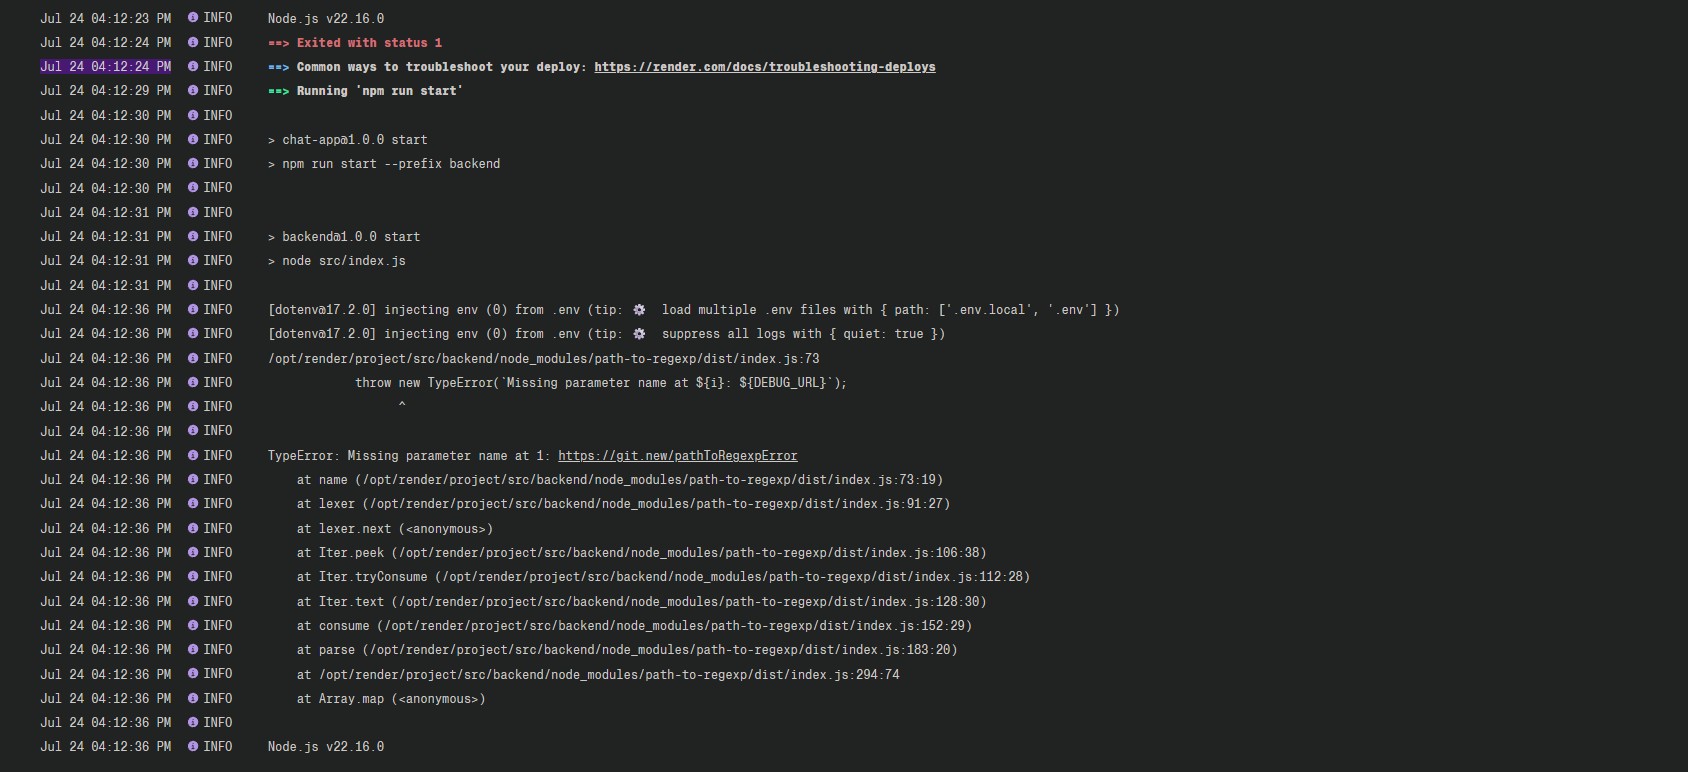 Jul 24 04:12:23 PM INFO Node.js v22.16.0
Jul 24 04:12:24 PM INFO ==> Exited with status 1
Jul 24 04:12:24 PM INFO ==> Common ways to troubleshoot your deploy: https://render.com/docs/troubleshooting-deploys
Jul 24 04:12:29 PM INFO ==> Running 'npm run start'
Jul 24 04:12:30 PM INFO
Jul 24 04:12:30 PM INFO > chat-app@1.0.0 start
Jul 24 04:12:30 PM INFO > npm run start --prefix backend
Jul 24 04:12:30 PM INFO
Jul 24 04:12:31 PM INFO
Jul 24 04:12:31 PM INFO > backend@1.0.0 start
Jul 24 04:12:31 PM INFO > node src/index.js
Jul 24 04:12:31 PM INFO
Jul 24 04:12:36 PM INFO [dotenv@17.2.0] injecting env (0) from .env (tip: ⚙️ load multiple .env files with { path: ['.env.local', '.env'] })
Jul 24 04:12:36 PM INFO [dotenv@17.2.0] injecting env (0) from .env (tip: ⚙️ suppress all logs with { quiet: true })
Jul 24 04:12:36 PM INFO /opt/render/project/src/backend/node_modules/path-to-regexp/dist/index.js:73
Jul 24 04:12:36 PM INFO throw new TypeError(`Missing parameter name at ${i}: ${DEBUG_URL}`);
Jul 24 04:12:36 PM INFO ^
Jul 24 04:12:36 PM INFO
Jul 24 04:12:36 PM INFO TypeError: Missing parameter name at 1: https://git.new/pathToRegexpError
Jul 24 04:12:36 PM INFO at name (/opt/render/project/src/backend/node_modules/path-to-regexp/dist/index.js:73:19)
Jul 24 04:12:36 PM INFO at lexer (/opt/render/project/src/backend/node_modules/path-to-regexp/dist/index.js:91:27)
Jul 24 04:12:36 PM INFO at lexer.next (<anonymous>)
Jul 24 04:12:36 PM INFO at Iter.peek (/opt/render/project/src/backend/node_modules/path-to-regexp/dist/index.js:106:38)
Jul 24 04:12:36 PM INFO at Iter.tryConsume (/opt/render/project/src/backend/node_modules/path-to-regexp/dist/index.js:112:28)
Jul 24 04:12:36 PM INFO at Iter.text (/opt/render/project/src/backend/node_modules/path-to-regexp/dist/index.js:128:30)
Jul 24 04:12:36 PM INFO at consume (/opt/render/project/src/backend/node_modules/path-to-regexp/dist/index.js:152:29)
Jul 24 04:12:36 PM INFO at parse (/opt/render/project/src/backend/node_modules/path-to-regexp/dist/index.js:183:20)
Jul 24 04:12:36 PM INFO at /opt/render/project/src/backend/node_modules/path-to-regexp/dist/index.js:294:74
Jul 24 04:12:36 PM INFO at Array.map (<anonymous>)
Jul 24 04:12:36 PM INFO
Jul 24 04:12:36 PM INFO Node.js v22.16.0